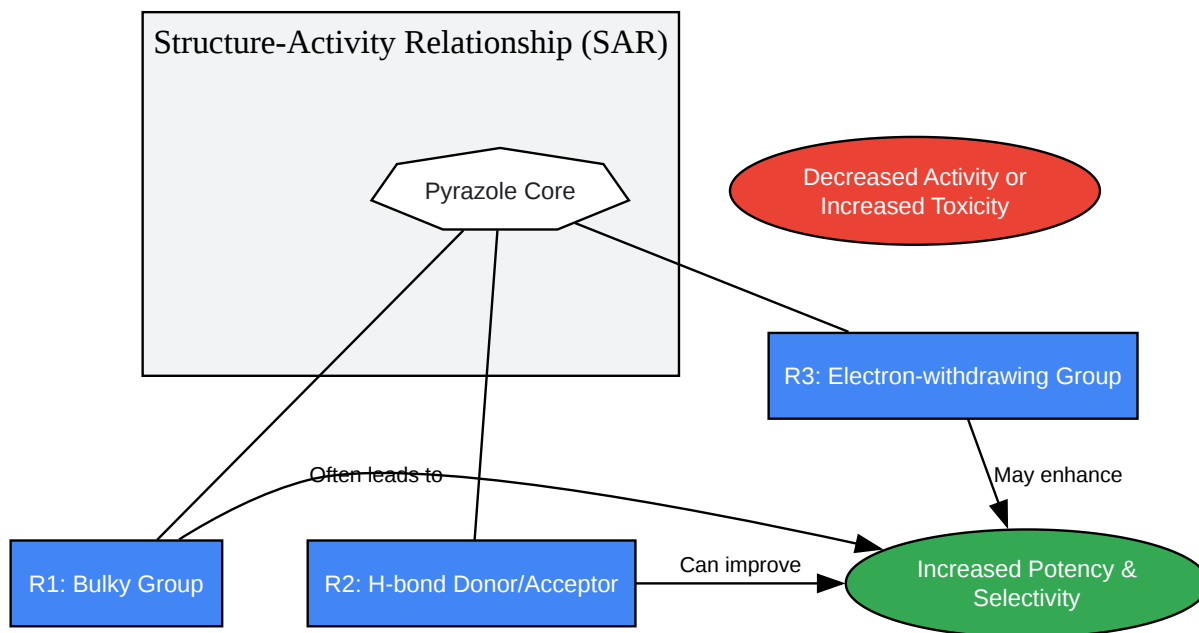 Structure-Activity Relationship (SAR)
Pyrazole Core
Decreased Activity or
Increased Toxicity
R3: Electron-withdrawing Group
Often leads to
May enhance
R1: Bulky Group
R2: H-bond Donor/Acceptor
Can improve
Increased Potency &
Selectivity